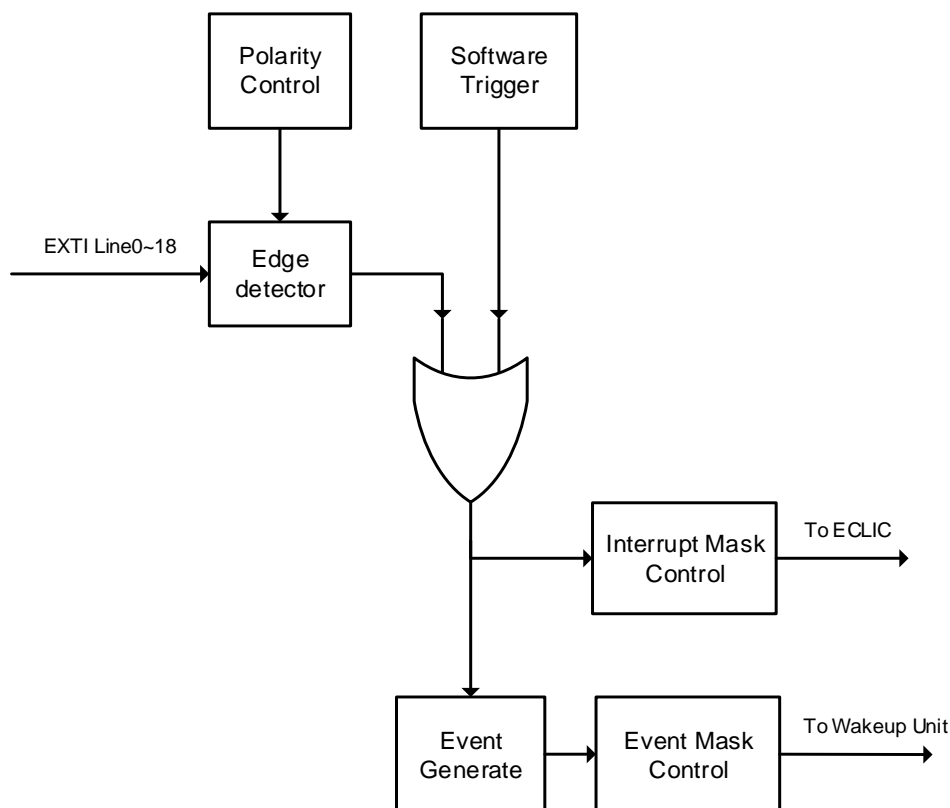 Polarity
Control
Software
Trigger
EXTI Line0~18
Edge
detector
Interrupt Mask
Control
To ECLIC
Event
Generate
Event Mask
Control
To Wakeup Unit